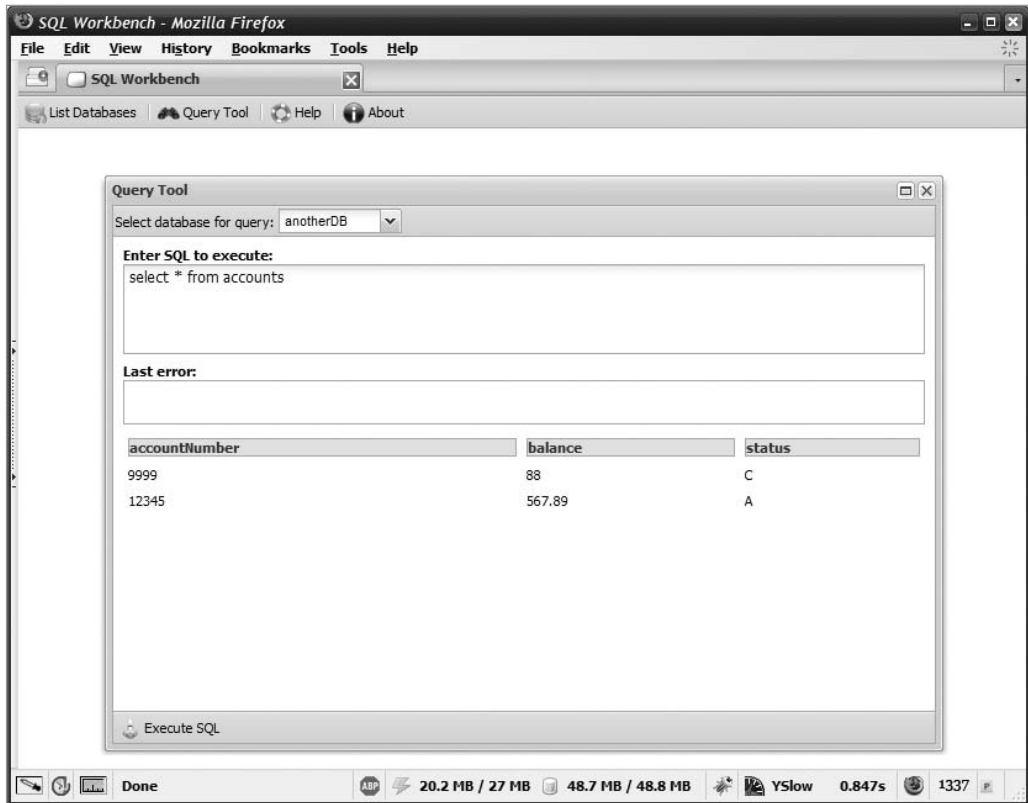 SQL Workbench - Mozilla Firefox
File Edit View History Bookmarks Tools Help
SQL Workbench
List Databases Query Tool Help About
Query Tool
Select database for query: anotherDB
Enter SQL to execute:
select * from accounts
Last error:
accountNumber balance status
9999 88 C
12345 567.89 A
Execute SQL
Done ABP 20.2 MB / 27 MB 48.7 MB / 48.8 MB YSlow 0.847s 1337 P